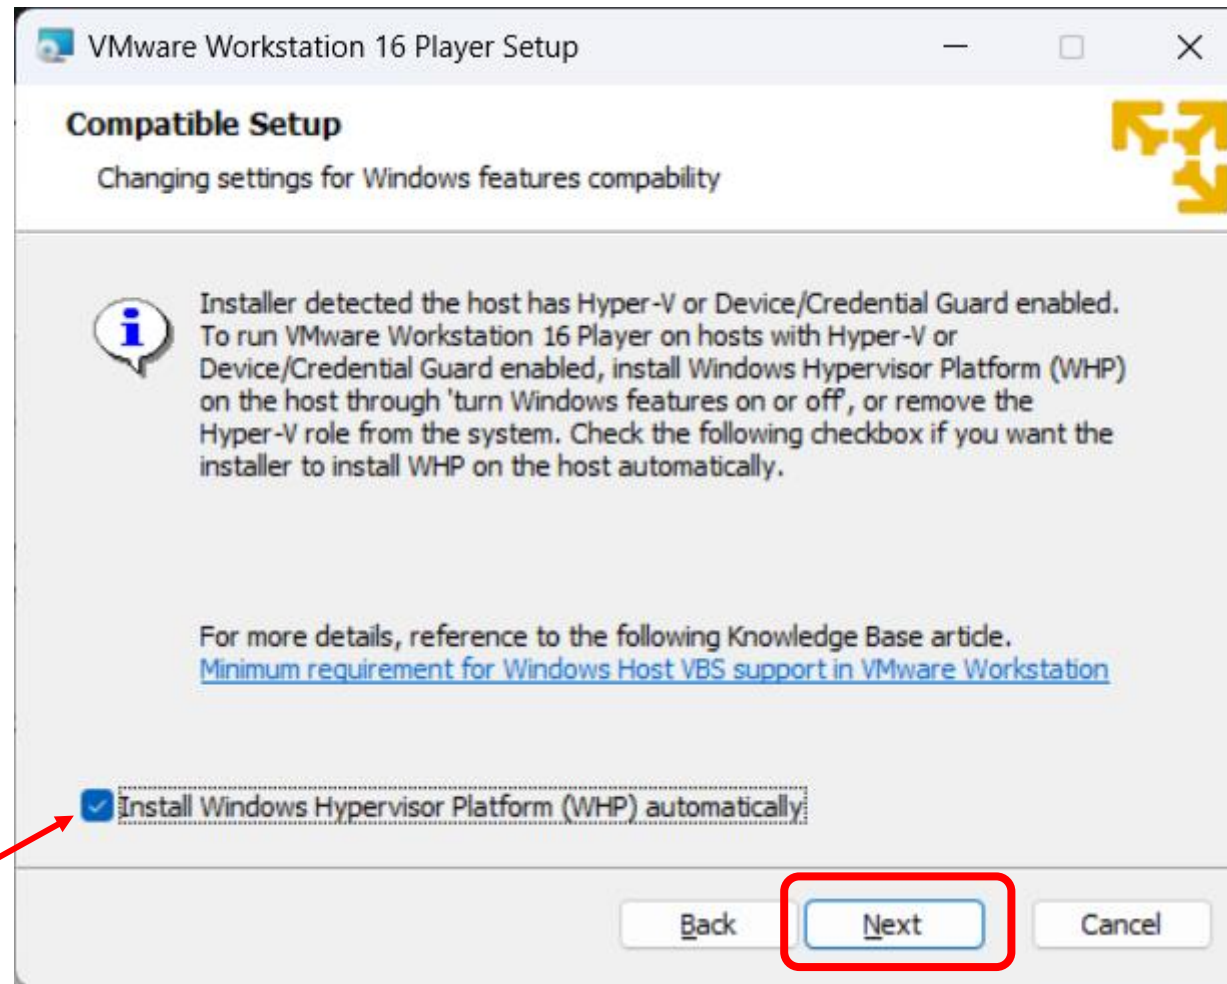 VMware Workstation 16 Player Setup
Compatible Setup
Changing settings for Windows features compability
Installer detected the host has Hyper-V or Device/Credential Guard enabled.
To run VMware Workstation 16 Player on hosts with Hyper-V or
Device/Credential Guard enabled, install Windows Hypervisor Platform (WHP)
on the host through 'turn Windows features on or off', or remove the
Hyper-V role from the system. Check the following checkbox if you want the
installer to install WHP on the host automatically.
For more details, reference to the following Knowledge Base article.
Minimum requirement for Windows Host VBS support in VMware Workstation
Install Windows Hypervisor Platform (WHP) automatically
Back Next Cancel